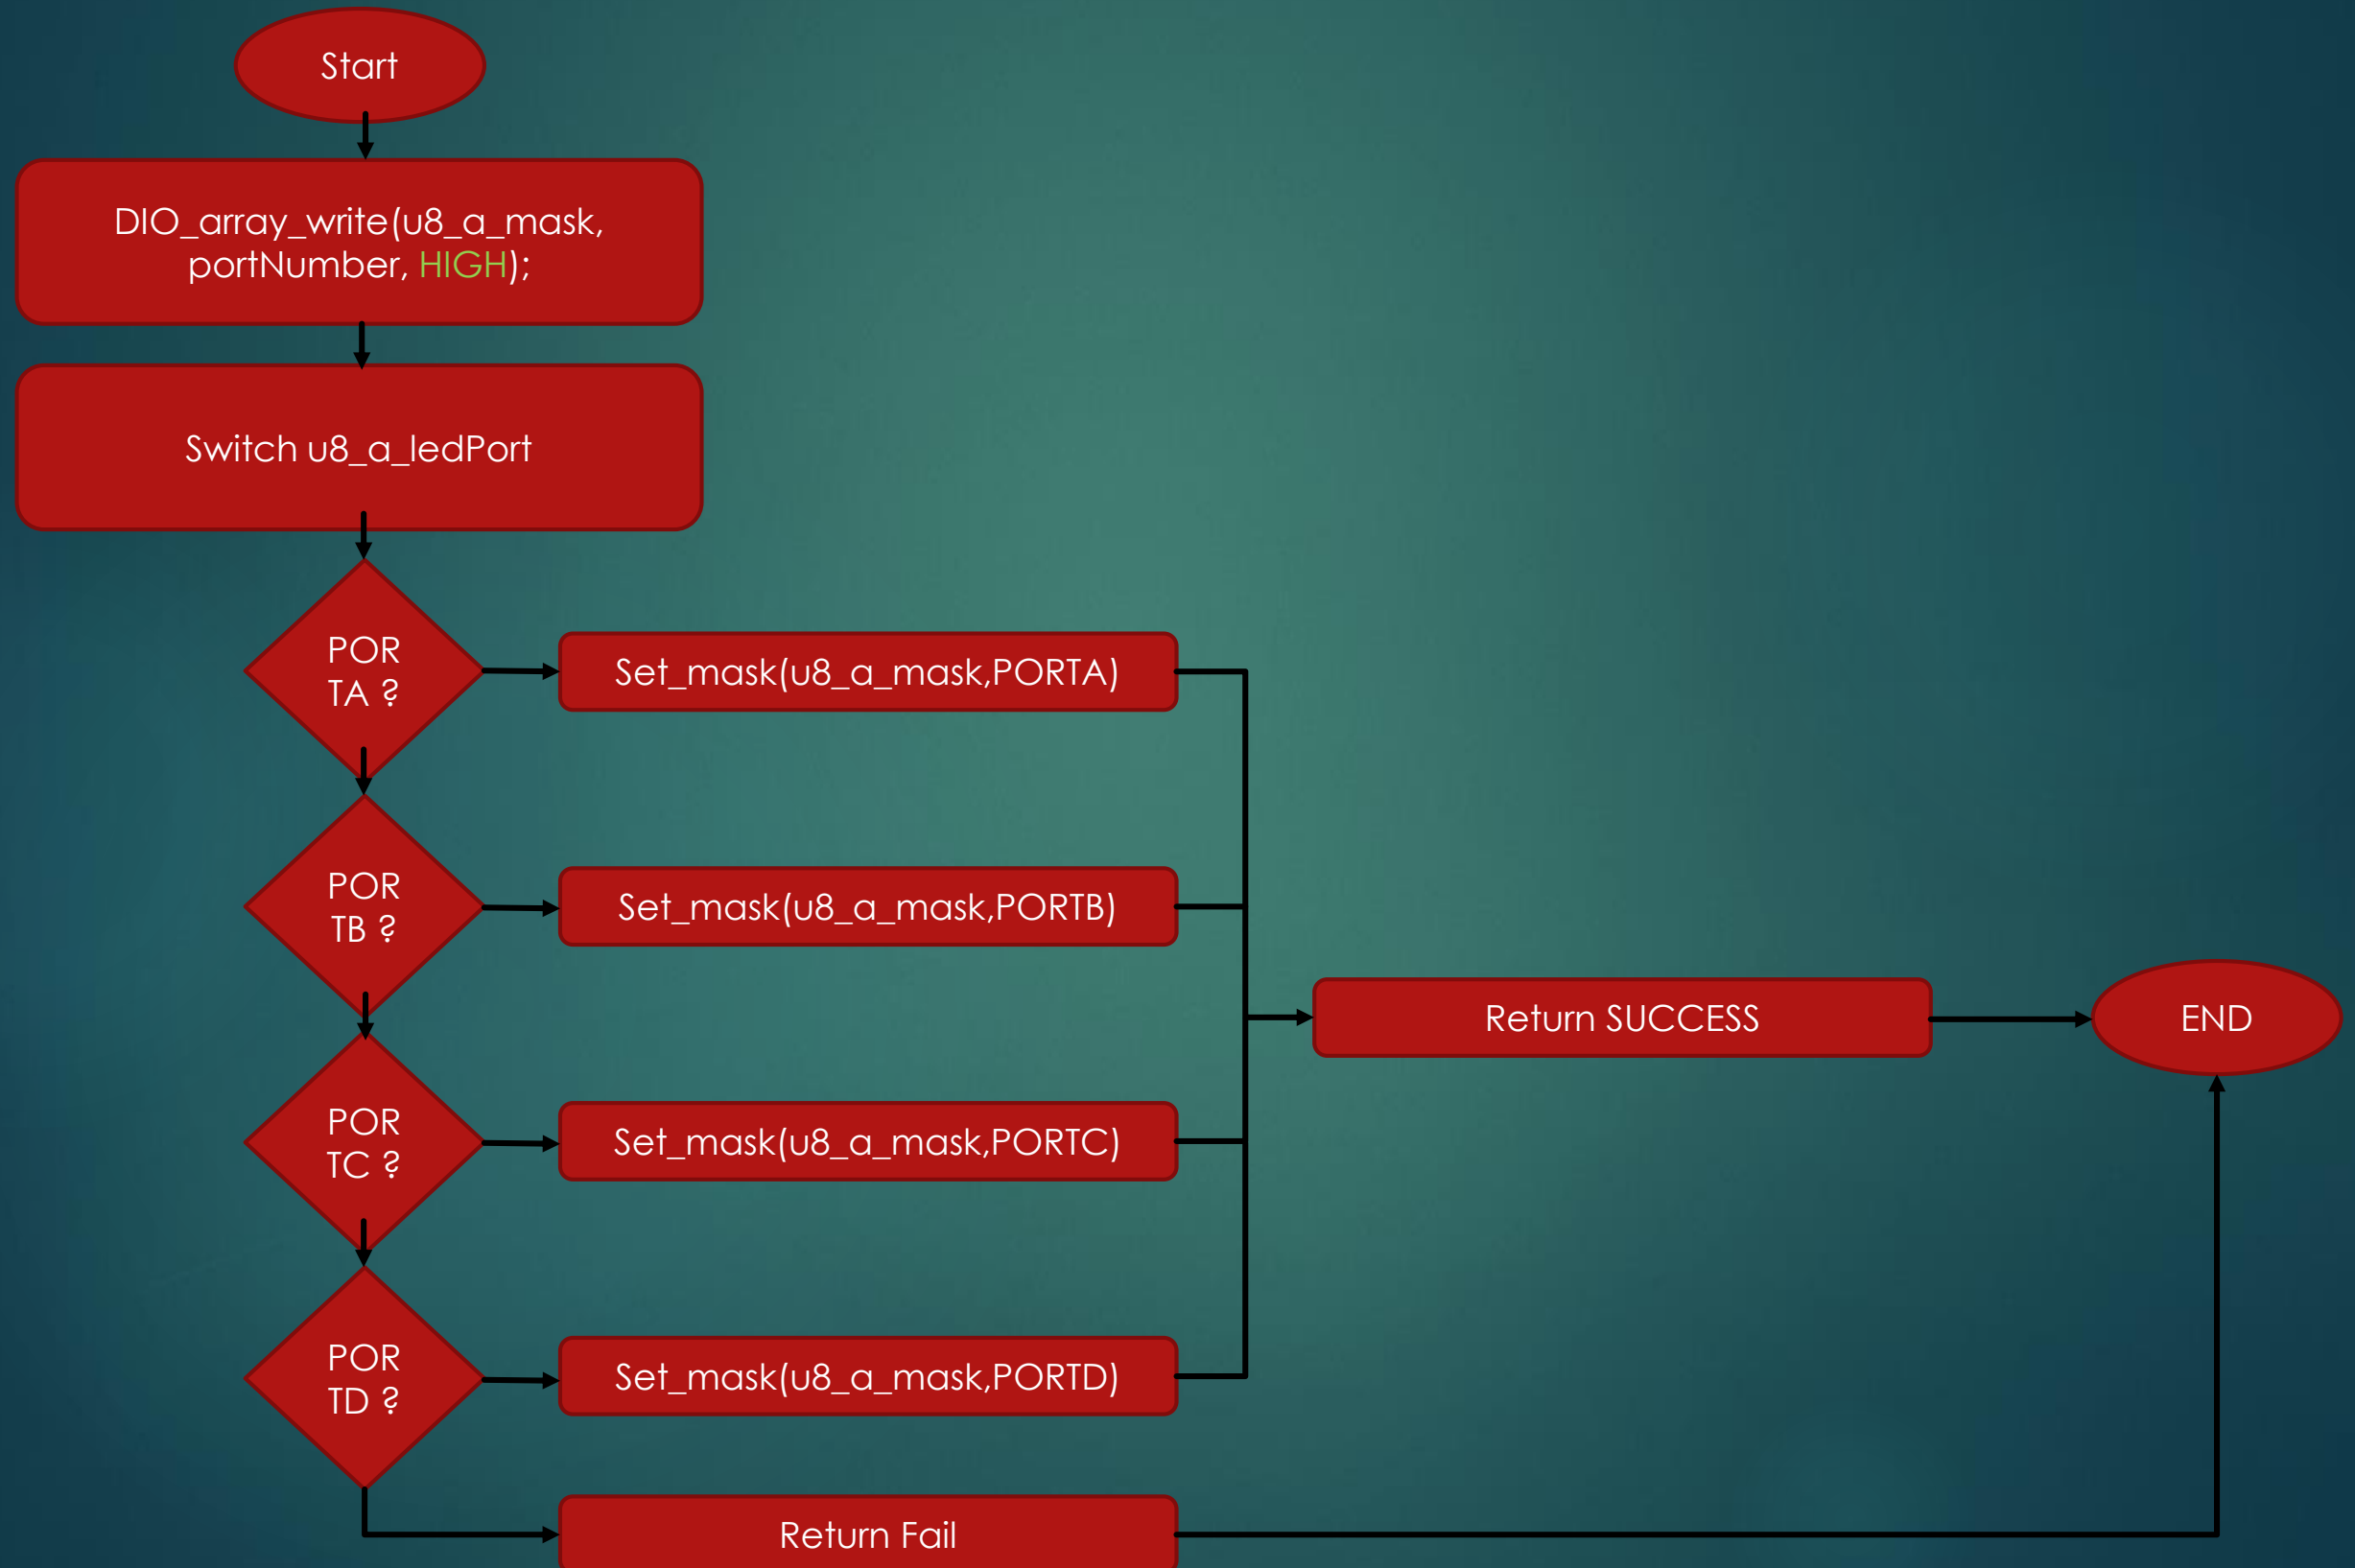 Start
DIO_array_write(u8_a_mask,
portNumber, HIGH);
Switch u8_a_ledPort
POR
TA ?
Set_mask(u8_a_mask,PORTA)
POR
TB ?
Set_mask(u8_a_mask,PORTB)
Return SUCCESS
END
POR
TC ?
Set_mask(u8_a_mask,PORTC)
POR
TD ?
Set_mask(u8_a_mask,PORTD)
Return Fail